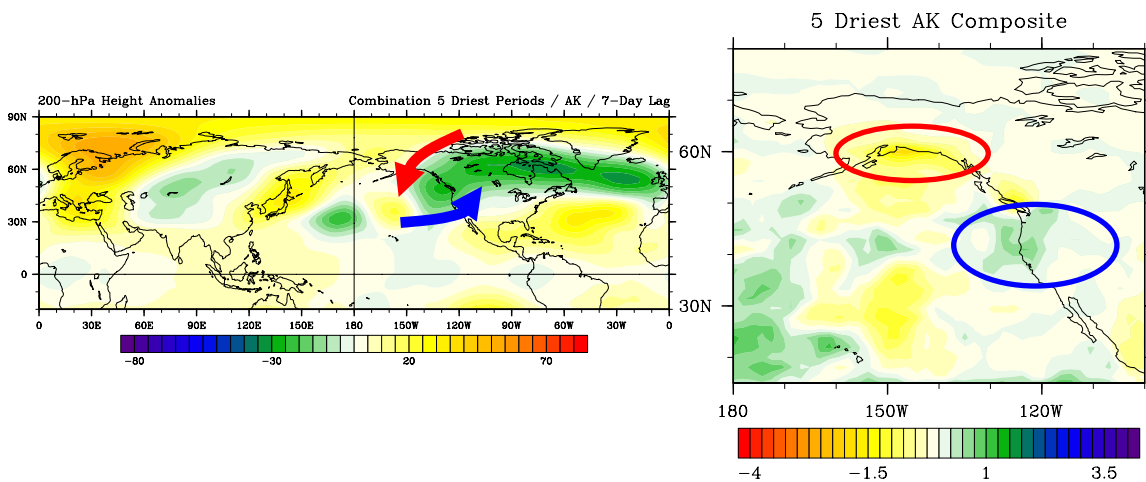 5 Driest AK Composite
200-hPa Height Anomalies
Combination 5 Driest Periods / AK / 7-Day Lag
90N
60N
30N
0
0 30E 60E 90E 120E 150E 180 150W 120W 90W 60W 30W 0
-80 -30 20 70
60N
30N
180 150W 120W
-4 -1.5 1 3.5